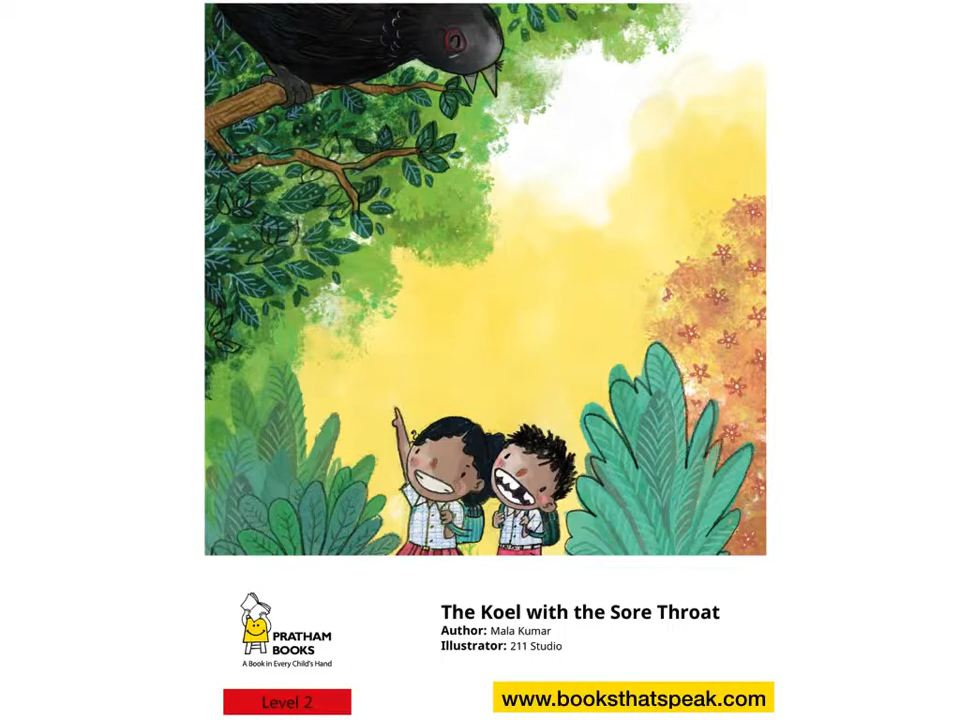 The Koel with the Sore Throat
Author: Mala Kumar
Illustrator: 211 Studio
PRATHAM
BOOKS
A Book in Every Child's Hand
Level 2
www.booksthatspeak.com